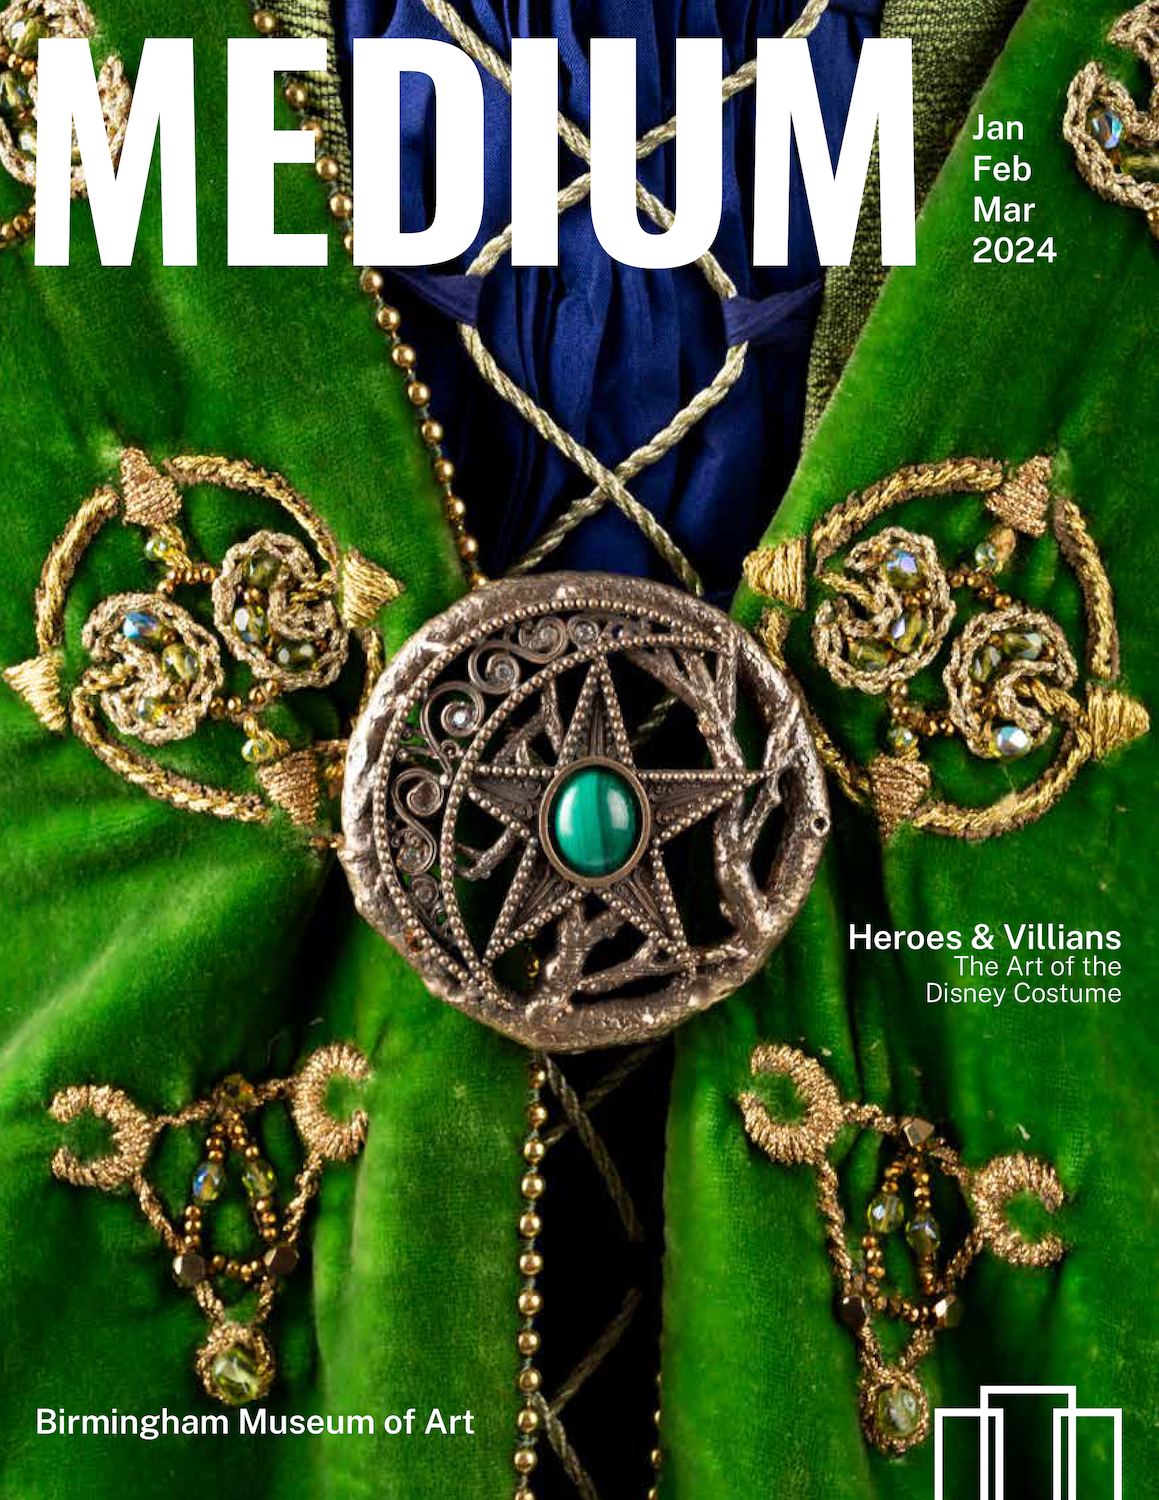 MEDIUM
Jan
Feb
Mar
2024
Heroes & Villians
The Art of the
Disney Costume
Birmingham Museum of Art